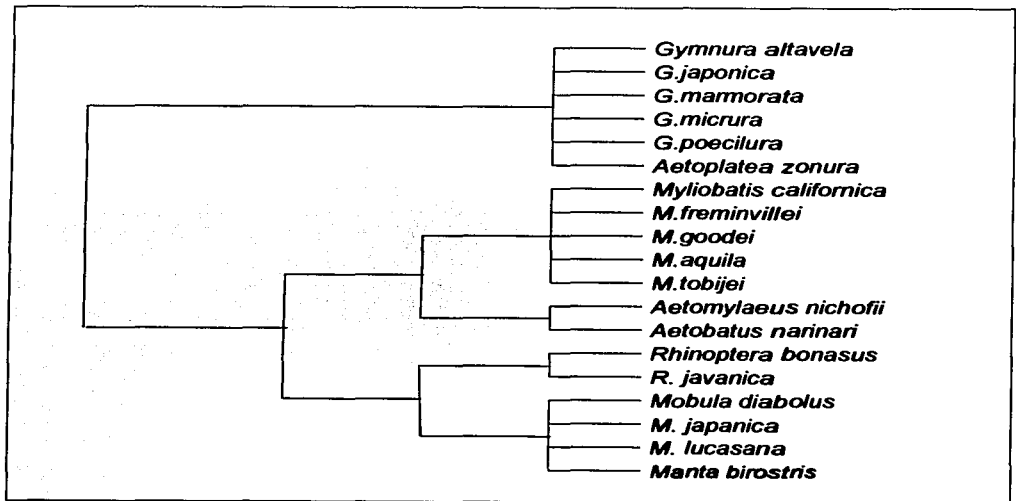 Gymnura altavela
G.japonica
G.marmorata
G.micrura
G.poecilura
Aetoplatea zonura
Myliobatis californica
M.freminvillei
M.goodei
M.aquila
M.tobijei
Aetomylaeus nichofii
Aetobatus narinari
Rhinoptera bonasus
R. javanica
Mobula diabolus
M. japanica
M. lucasana
Manta birostris